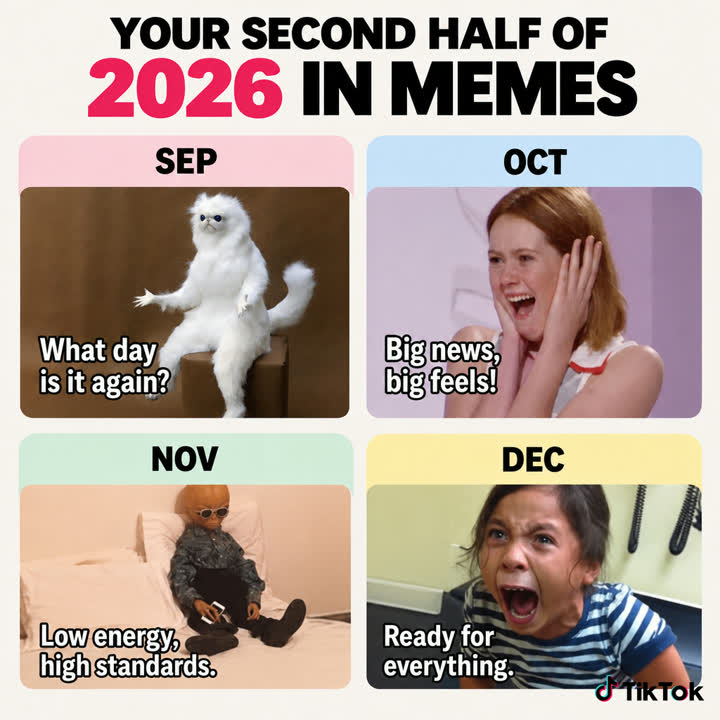 YOUR SECOND HALF OF
2026 IN MEMES
SEP
OCT
What day
is it again?
Big news,
big feels!
NOV
DEC
Low energy,
high standards.
Ready for
everything.
TikTok